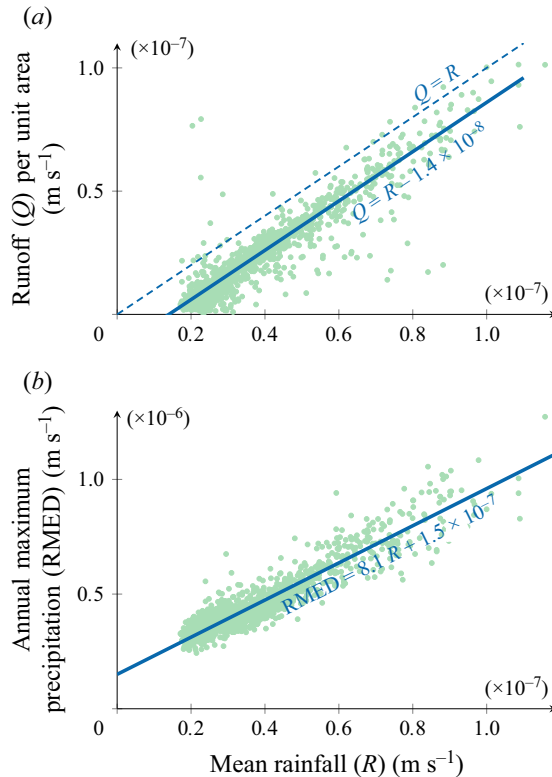 (a)
(×10⁻⁷)
1.0
0.5
0
Runoff (Q) per unit area
(m s⁻¹)
Q = R
Q = R – 1.4 × 10⁻⁸
(×10⁻⁷)
0.2 0.4 0.6 0.8 1.0
(b)
(×10⁻⁶)
1.0
0.5
0
Annual maximum
precipitation (RMED) (m s⁻¹)
RMED = 8.1 R + 1.5 × 10⁻⁷
(×10⁻⁷)
0.2 0.4 0.6 0.8 1.0
Mean rainfall (R) (m s⁻¹)